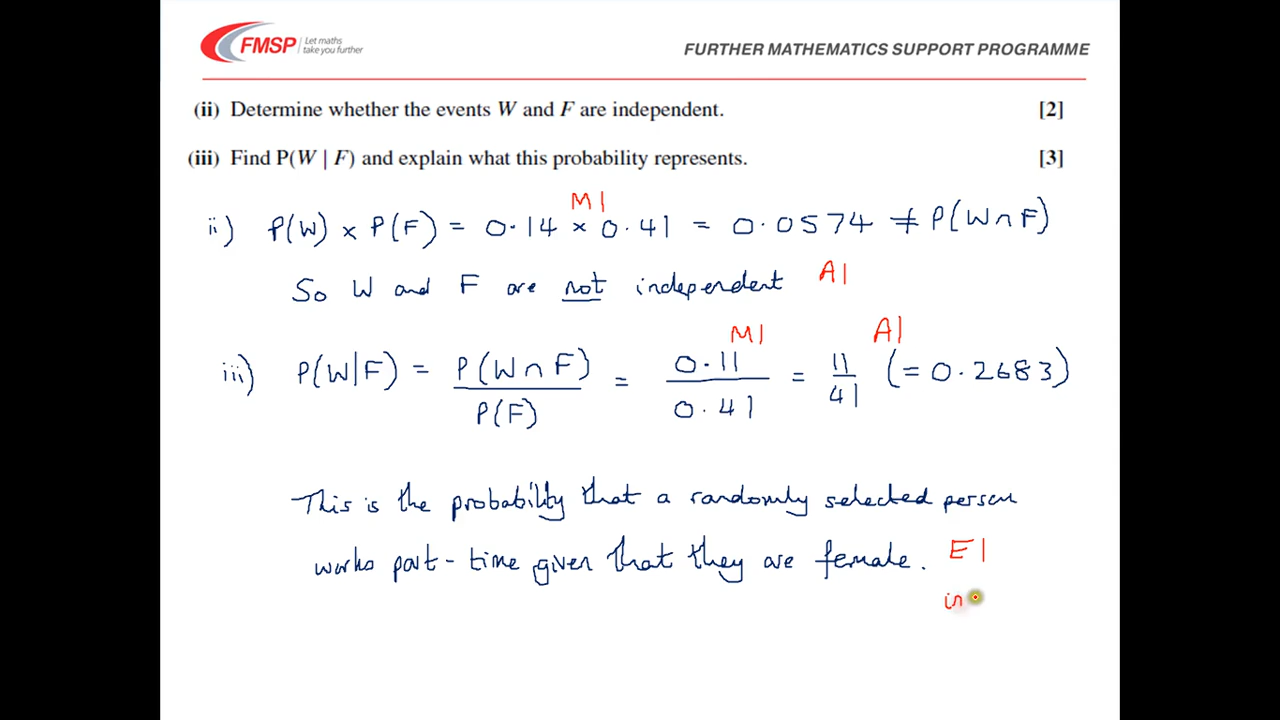 FMSP Let maths take you further
FURTHER MATHEMATICS SUPPORT PROGRAMME
(ii) Determine whether the events W and F are independent. [2]
(iii) Find P(W | F) and explain what this probability represents. [3]
M1
ii) P(W) × P(F) = 0.14 × 0.41 = 0.0574 ≠ P(W∩F)
So W and F are not independent A1
M1 A1
iii) P(W|F) = P(W∩F) / P(F) = 0.11 / 0.41 = 11/41 (= 0.2683)
This is the probability that a randomly selected person
works part-time given that they are female. E1
in